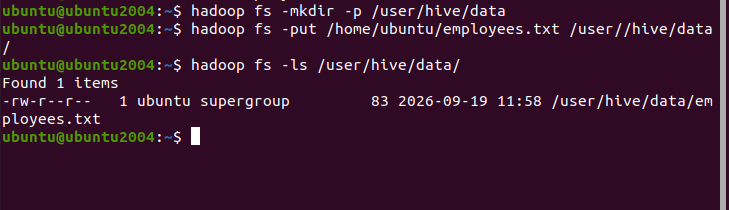 ubuntu@ubuntu2004:~$ hadoop fs -mkdir -p /user/hive/data
ubuntu@ubuntu2004:~$ hadoop fs -put /home/ubuntu/employees.txt /user//hive/data
/
ubuntu@ubuntu2004:~$ hadoop fs -ls /user/hive/data/
Found 1 items
-rw-r--r--   1 ubuntu supergroup         83 2026-09-19 11:58 /user/hive/data/em
ployees.txt
ubuntu@ubuntu2004:~$